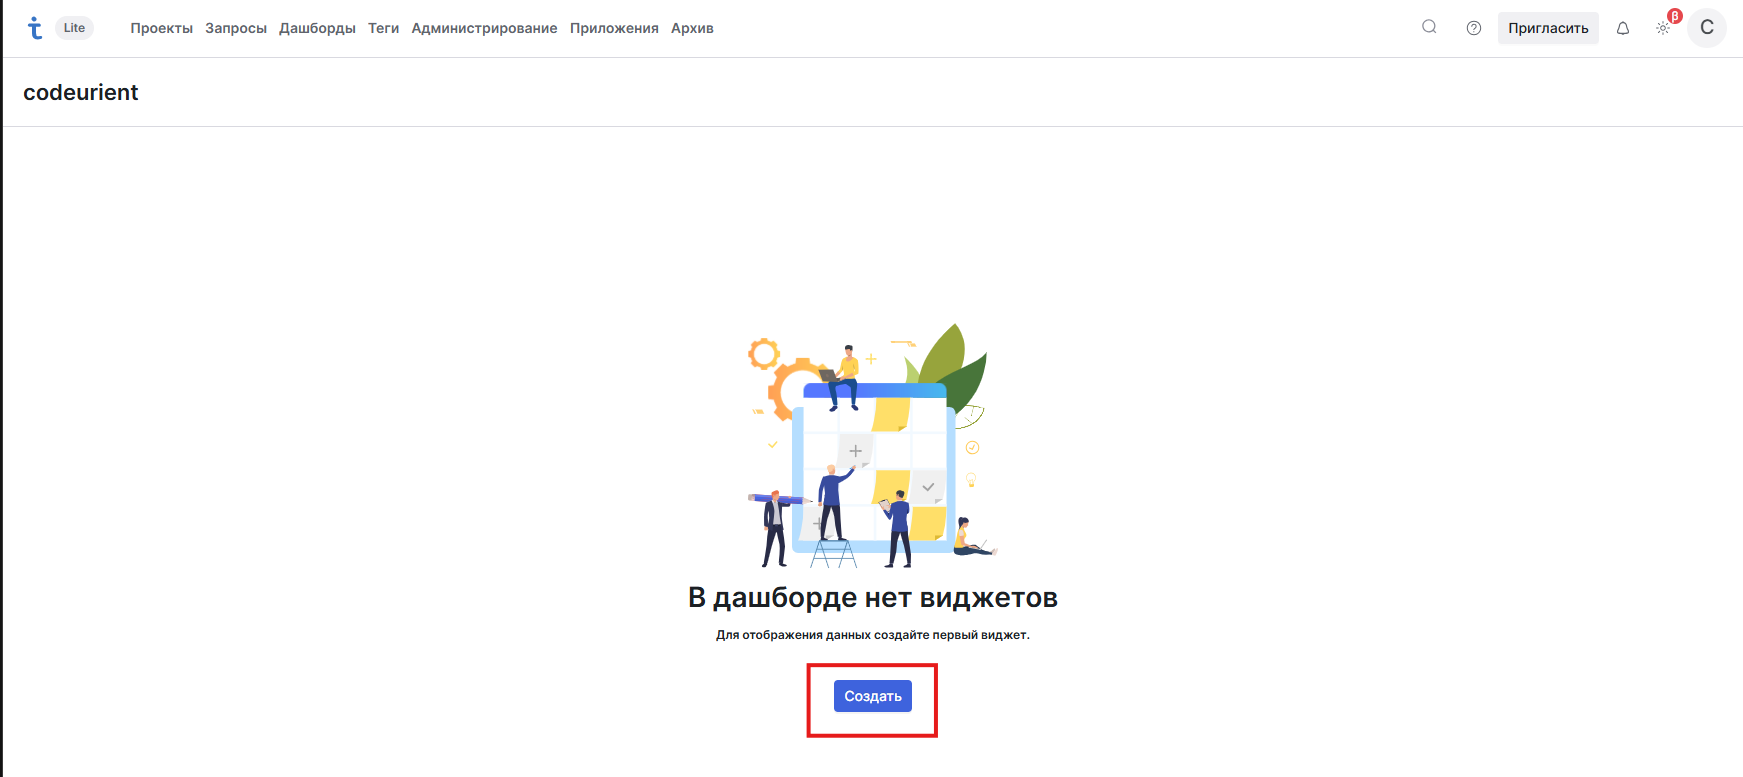 Lite Проекты Запросы Дашборды Теги Администрирование Приложения Архив Пригласить β C
codeurient
В дашборде нет виджетов
Для отображения данных создайте первый виджет.
Создать